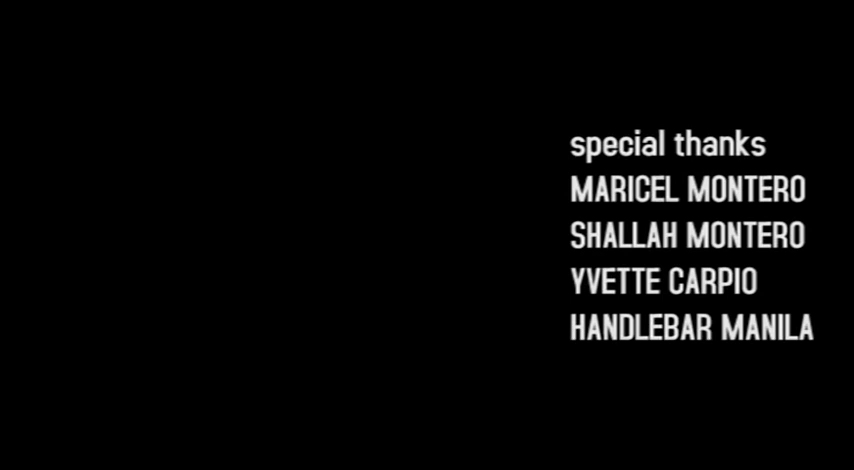 special thanks
MARICEL MONTERO
SHALLAH MONTERO
YVETTE CARPIO
HANDLEBAR MANILA